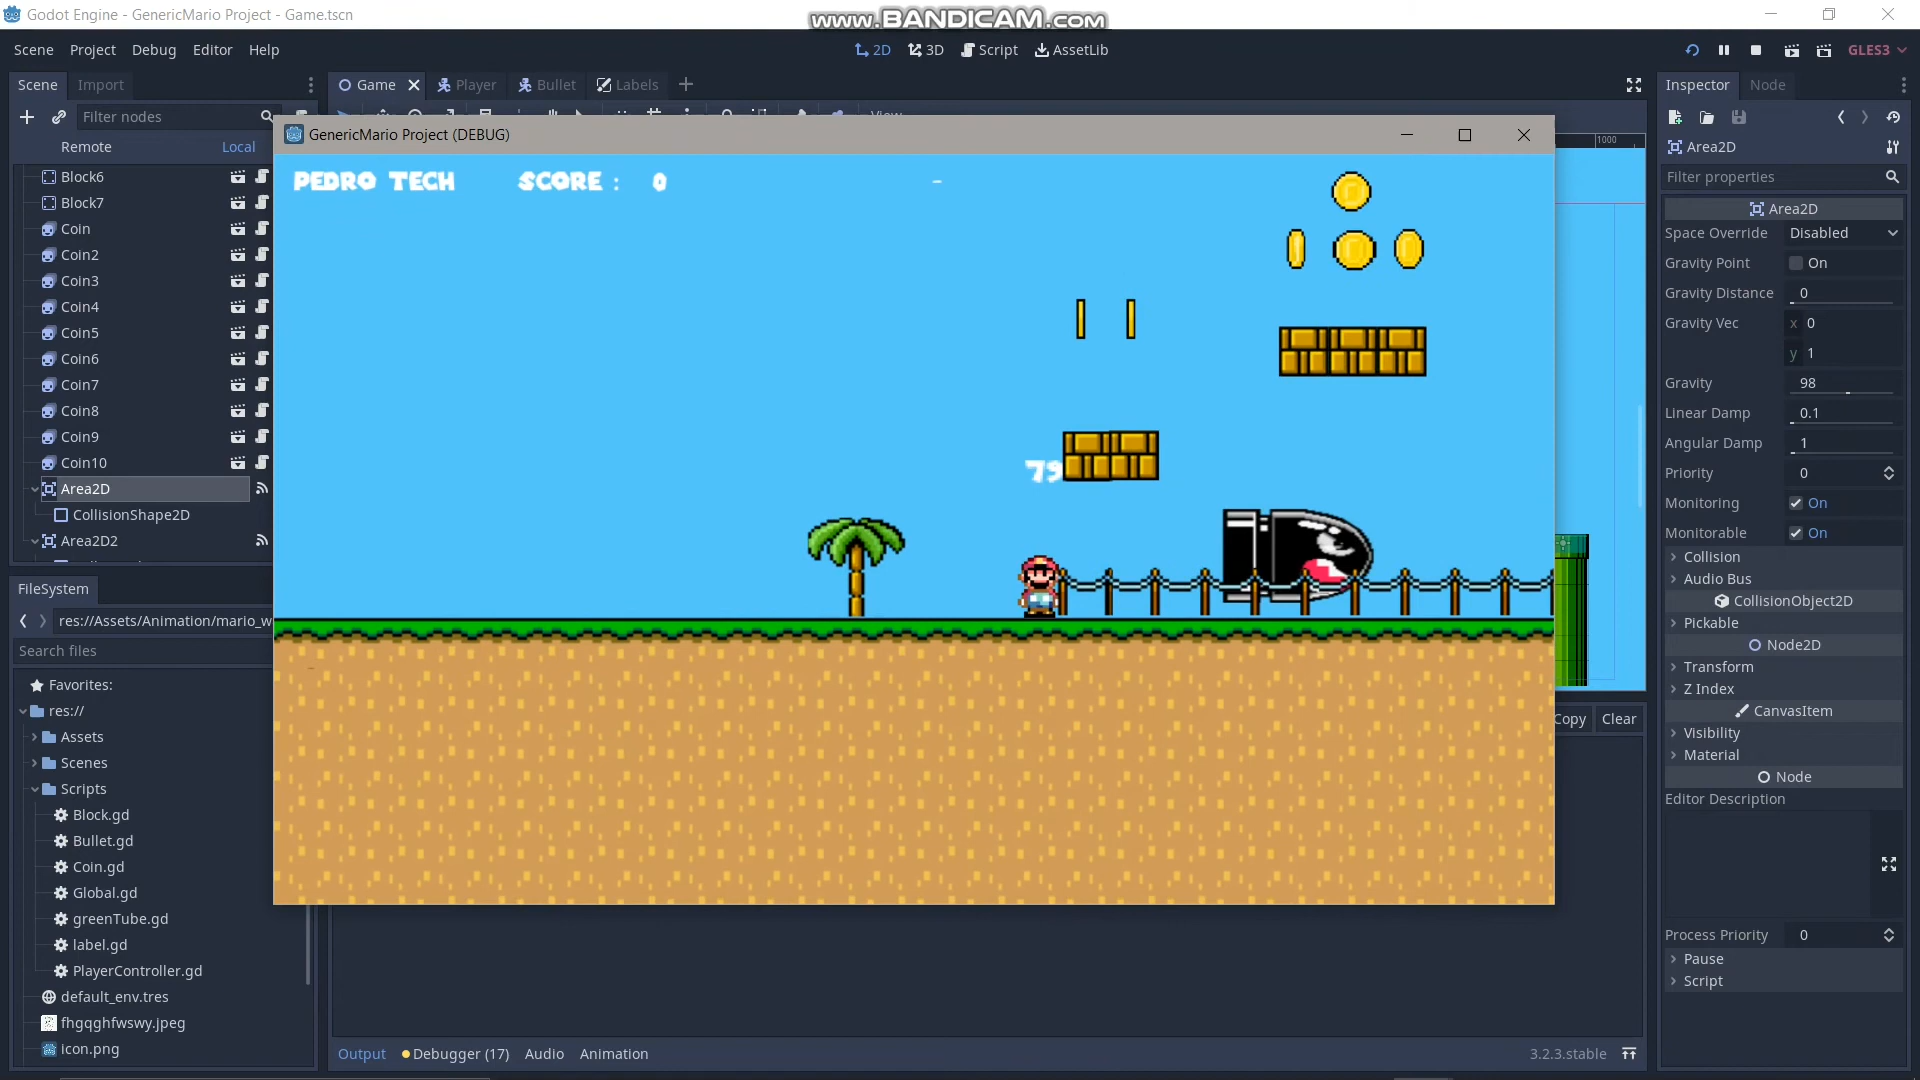 Godot Engine - GenericMario Project - Game.tscn
www.BANDICAM.com
Scene Project Debug Editor Help
2D 3D Script AssetLib
GLES3
Scene Import
Game Player Bullet Labels
Inspector Node
Filter nodes
View
Remote Local
GenericMario Project (DEBUG)
1000
Area2D
Filter properties
PEDRO TECH SCORE : 0
Block6
Block7
Coin
Coin2
Coin3
Coin4
Coin5
Coin6
Coin7
Coin8
Coin9
Coin10
Area2D
CollisionShape2D
Area2D2
79
FileSystem
res://Assets/Animation/mario_w
Search files
Favorites:
res://
Assets
Scenes
Scripts
Block.gd
Bullet.gd
Coin.gd
Global.gd
greenTube.gd
label.gd
PlayerController.gd
default_env.tres
fhgqghfwswy.jpeg
icon.png
Copy Clear
Output Debugger (17) Audio Animation
3.2.3.stable
Area2D
Space Override Disabled
Gravity Point On
Gravity Distance 0
Gravity Vec x 0
y 1
Gravity 98
Linear Damp 0.1
Angular Damp 1
Priority 0
Monitoring On
Monitorable On
Collision
Audio Bus
CollisionObject2D
Pickable
Node2D
Transform
Z Index
CanvasItem
Visibility
Material
Node
Editor Description
Process Priority 0
Pause
Script